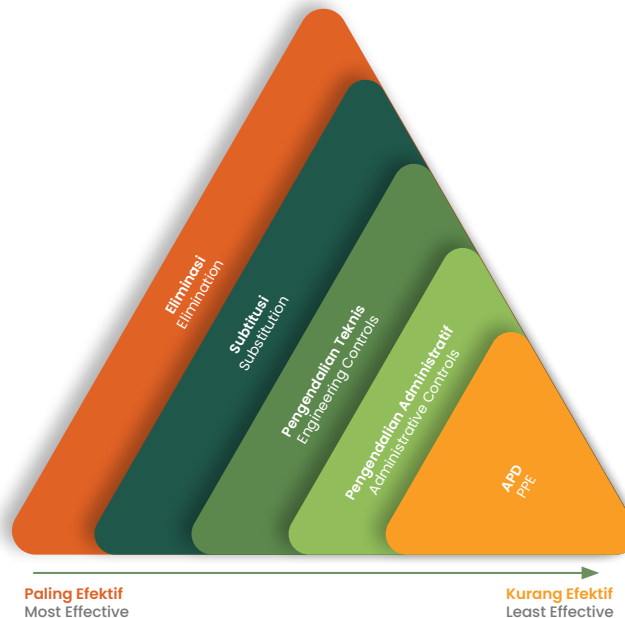 Eliminasi
Elimination
Subtitusi
Substitution
Pengendalian Teknis
Engineering Controls
Pengendalian Administratif
Administrative Controls
APD
PPE
Paling Efektif
Most Effective
Kurang Efektif
Least Effective